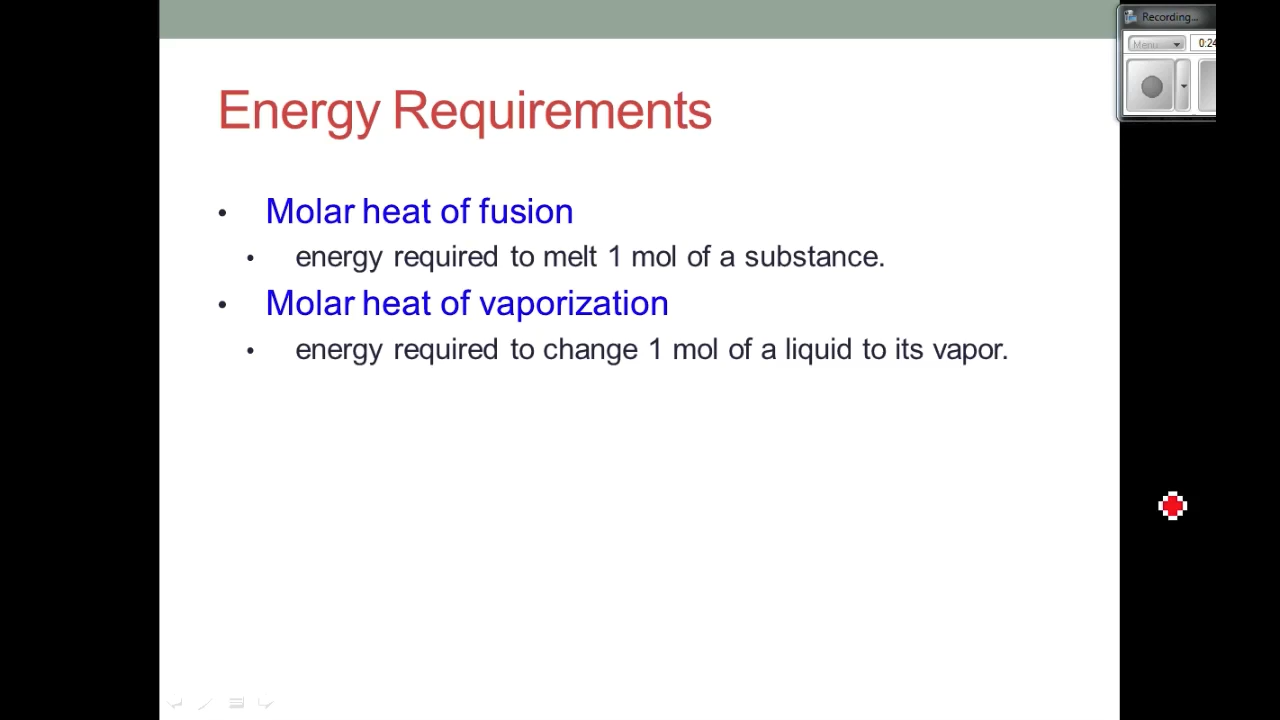 Recording...
Menu
0:24
Energy Requirements
• Molar heat of fusion
• energy required to melt 1 mol of a substance.
• Molar heat of vaporization
• energy required to change 1 mol of a liquid to its vapor.